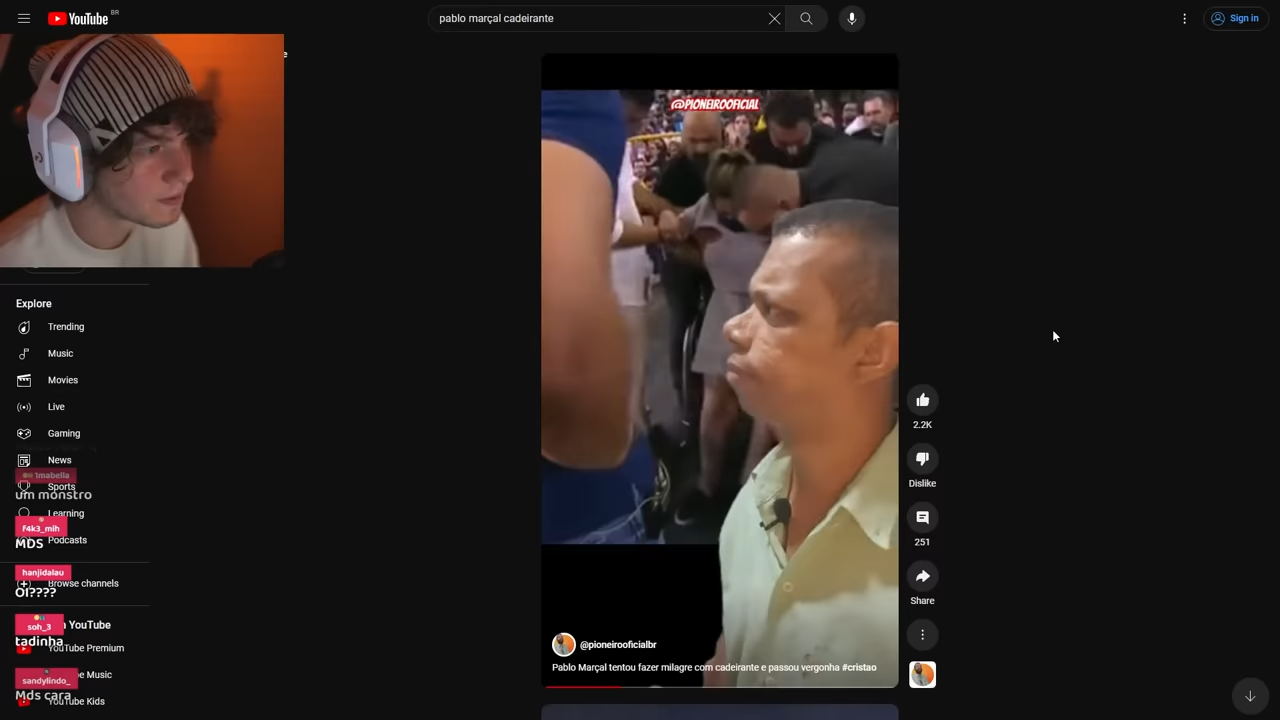 YouTube BR
pablo marçal cadeirante
Sign in
@PIONEIROOFICIAL
Explore
Trending
Music
Movies
Live
Gaming
News
Sports
Learning
Podcasts
Browse channels
YouTube
YouTube Premium
Music
YouTube Kids
um monstro
f4k3_mih
MDS
hanjidalau
OI????
soh_3
tadinha
sandylindo_
Mds cara
2.2K
Dislike
251
Share
@pioneirooficialbr
Pablo Marçal tentou fazer milagre com cadeirante e passou vergonha #cristao